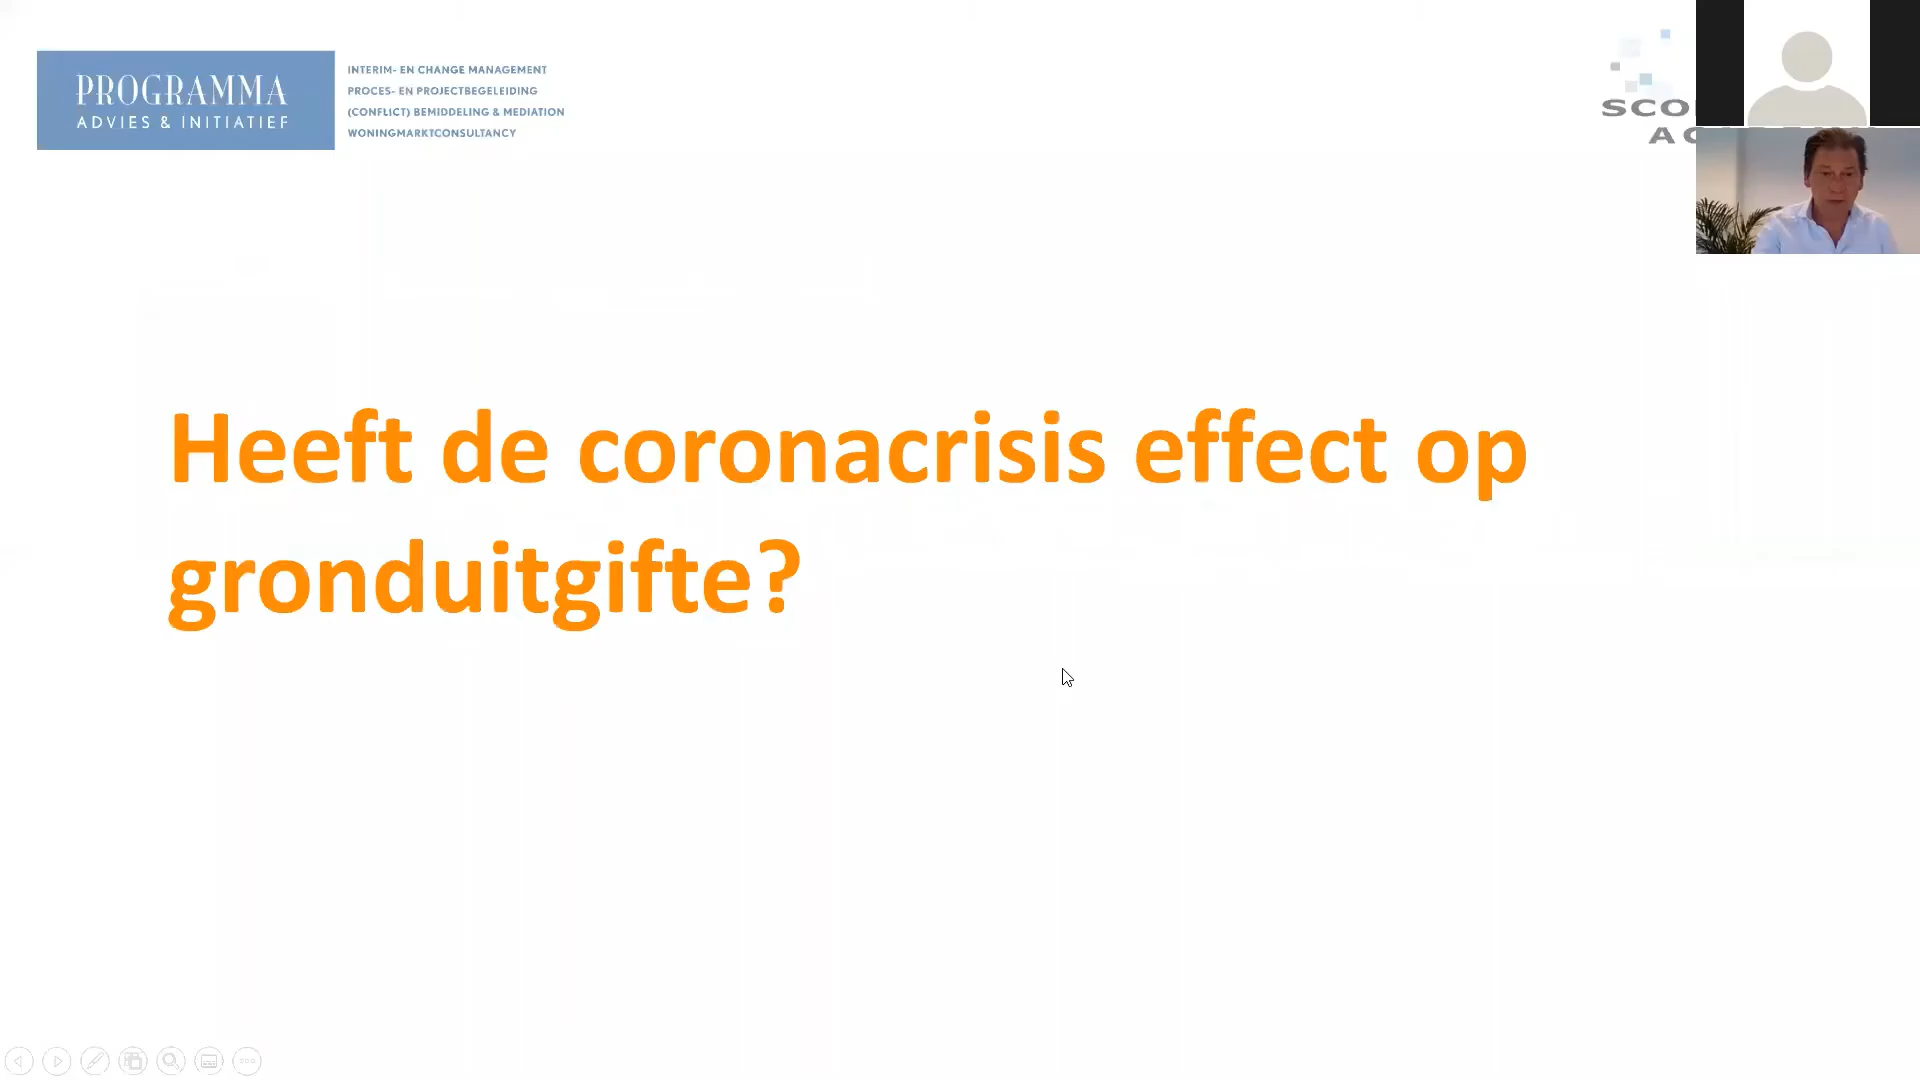 PROGRAMMA
ADVIES & INITIATIEF
INTERIM- EN CHANGE MANAGEMENT
PROCES- EN PROJECTBEGELEIDING
(CONFLICT) BEMIDDELING & MEDIATION
WONINGMARKTCONSULTANCY
Heeft de coronacrisis effect op
gronduitgifte?